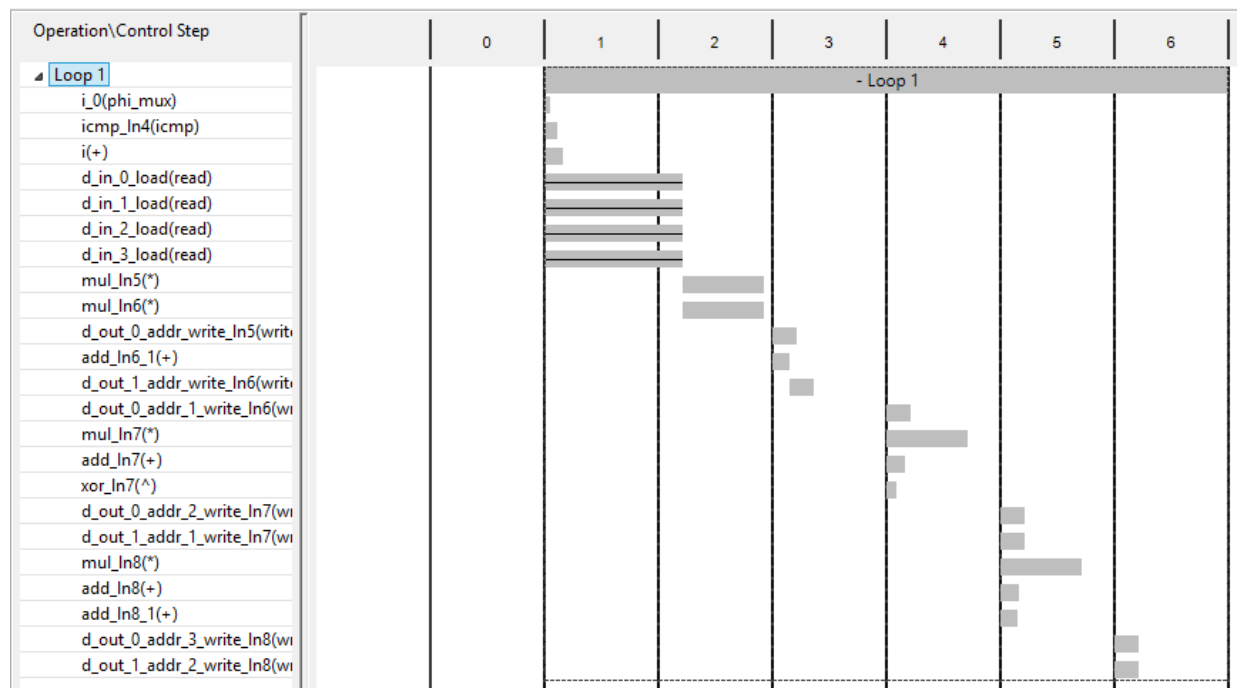 Operation\Control Step 0 1 2 3 4 5 6
Loop 1 - Loop 1
i_0(phi_mux)
icmp_ln4(icmp)
i(+)
d_in_0_load(read)
d_in_1_load(read)
d_in_2_load(read)
d_in_3_load(read)
mul_ln5(*)
mul_ln6(*)
d_out_0_addr_write_ln5(write
add_ln6_1(+)
d_out_1_addr_write_ln6(write
d_out_0_addr_1_write_ln6(wr
mul_ln7(*)
add_ln7(+)
xor_ln7(^)
d_out_0_addr_2_write_ln7(wr
d_out_1_addr_1_write_ln7(wr
mul_ln8(*)
add_ln8(+)
add_ln8_1(+)
d_out_0_addr_3_write_ln8(wr
d_out_1_addr_2_write_ln8(wr